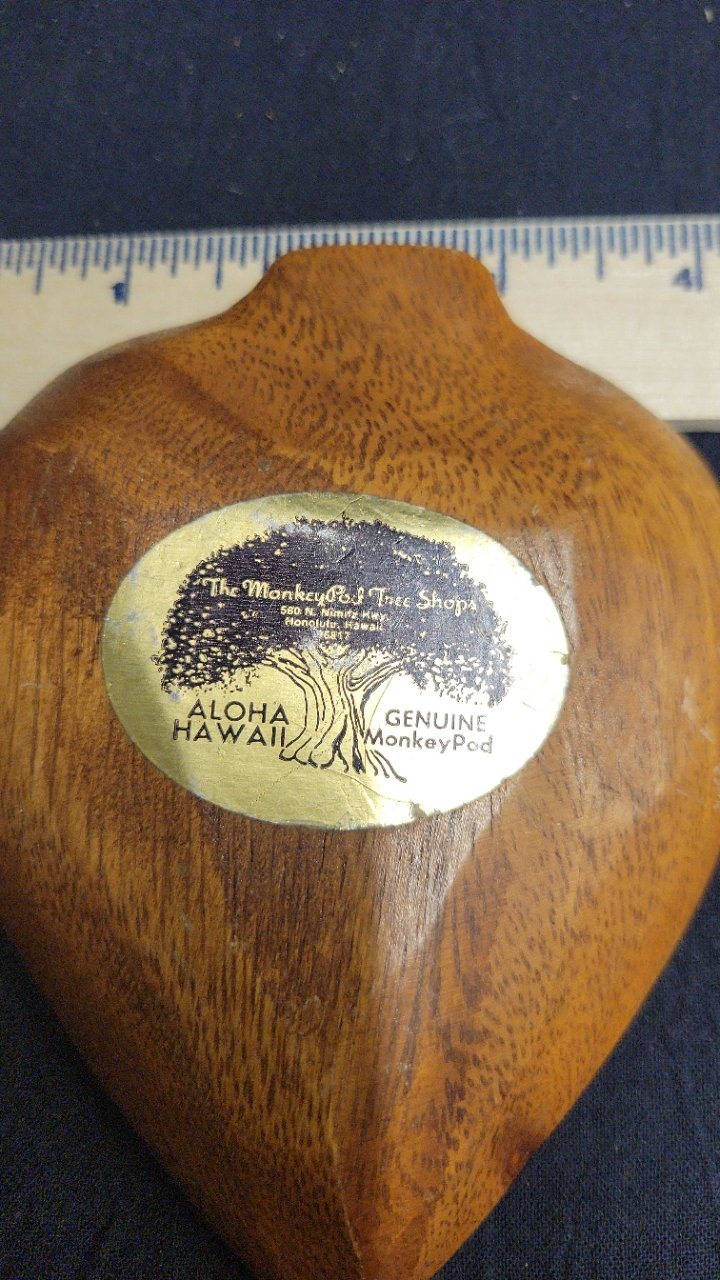 1
4
The MonkeyPod Tree Shops
580 N. Nimitz Hwy.
Honolulu, Hawaii
96817
ALOHA
HAWAII
GENUINE
MonkeyPod